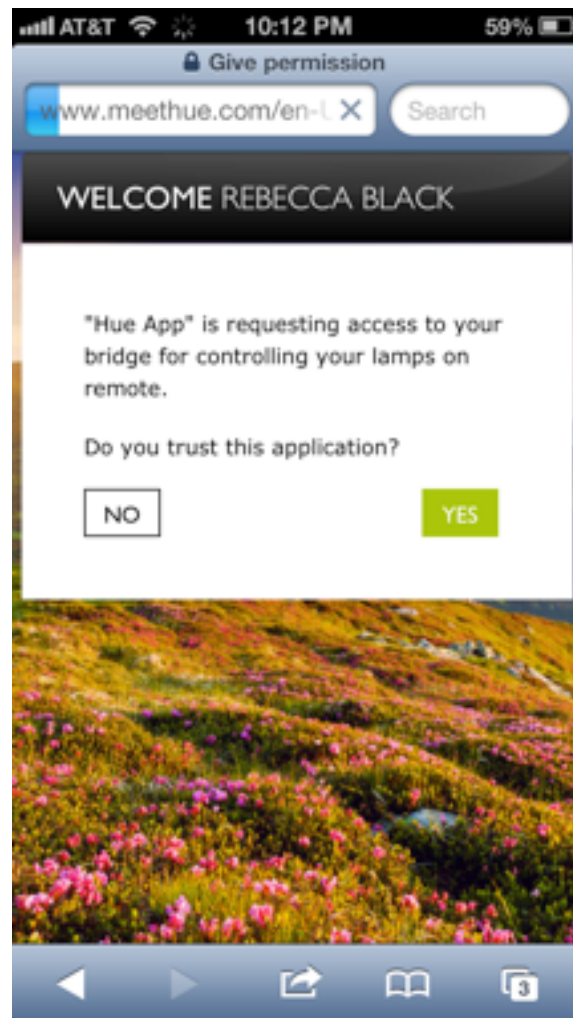 AT&T 10:12 PM 59%
Give permission
www.meethue.com/en-U Search
WELCOME REBECCA BLACK
"Hue App" is requesting access to your
bridge for controlling your lamps on
remote.
Do you trust this application?
NO YES
3